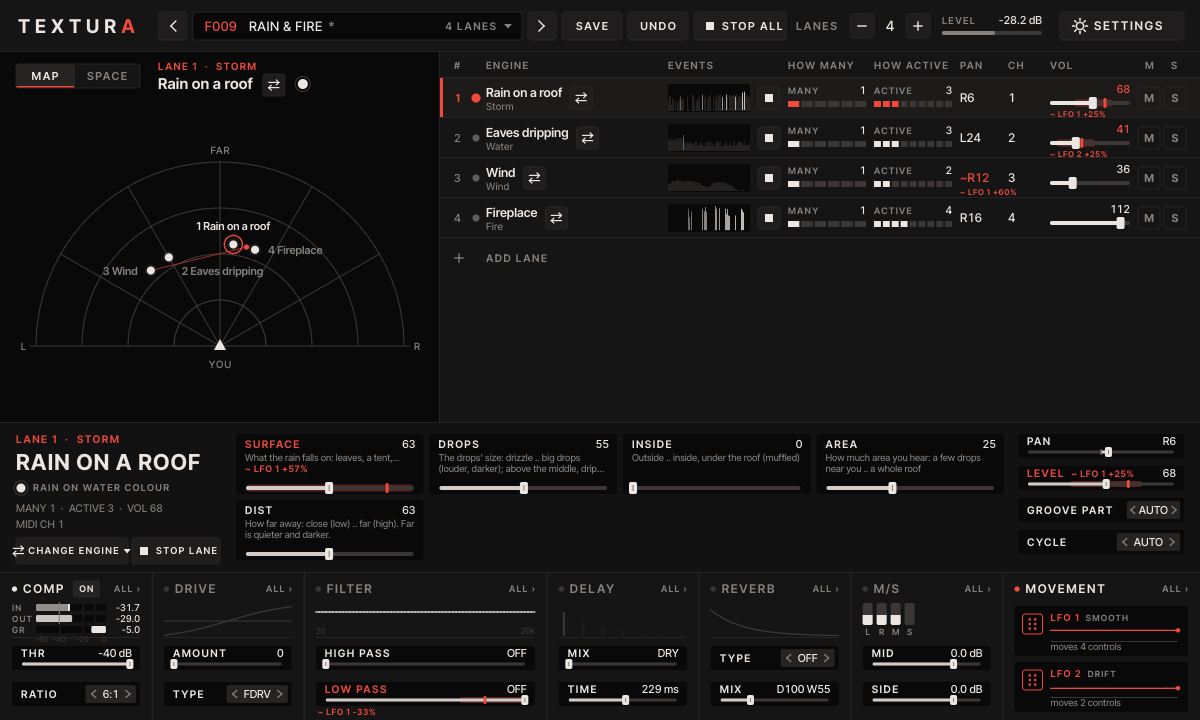 TEXTURA
F009 RAIN & FIRE *
4 LANES
SAVE
UNDO
STOP ALL
LANES
4
LEVEL -28.2 dB
SETTINGS
MAP SPACE
LANE 1 · STORM
Rain on a roof
FAR
1 Rain on a roof
4 Fireplace
3 Wind
2 Eaves dripping
L
R
YOU
# ENGINE EVENTS HOW MANY HOW ACTIVE PAN CH VOL M S
1 Rain on a roof MANY 1 ACTIVE 3 R6 1 68 M S
Storm
~ LFO 1 +25%
2 Eaves dripping MANY 1 ACTIVE 3 L24 2 41 M S
Water
~ LFO 2 +25%
3 Wind MANY 1 ACTIVE 2 ~R12 3 36 M S
Wind
~ LFO 1 +60%
4 Fireplace MANY 1 ACTIVE 4 R16 4 112 M S
Fire
+ ADD LANE
LANE 1 · STORM
RAIN ON A ROOF
RAIN ON WATER COLOUR
MANY 1 · ACTIVE 3 · VOL 68
MIDI CH 1
CHANGE ENGINE
STOP LANE
SURFACE 63
What the rain falls on: leaves, a tent,...
~ LFO 1 +57%
DROPS 55
The drops' size: drizzle .. big drops
(louder, darker); above the middle, drip...
INSIDE 0
Outside .. inside, under the roof (muffled)
AREA 25
How much area you hear: a few drops
near you .. a whole roof
DIST 63
How far away: close (low) .. far (high). Far
is quieter and darker.
PAN R6
LEVEL ~ LFO 1 +25% 68
GROOVE PART < AUTO >
CYCLE < AUTO >
COMP ON ALL ›
IN -31.7
OUT -29.0
GR -5.0
-60 -40 -20 0
THR -40 dB
RATIO < 6:1 >
DRIVE ALL ›
AMOUNT 0
TYPE < FDRV >
FILTER ALL ›
20 20k
HIGH PASS OFF
LOW PASS OFF
~ LFO 1 -33%
DELAY ALL ›
MIX DRY
TIME 229 ms
REVERB ALL ›
TYPE < OFF >
MIX D100 W55
M/S ALL ›
L R M S
MID 0.0 dB
SIDE 0.0 dB
MOVEMENT ALL ›
LFO 1 SMOOTH
moves 4 controls
LFO 2 DRIFT
moves 2 controls